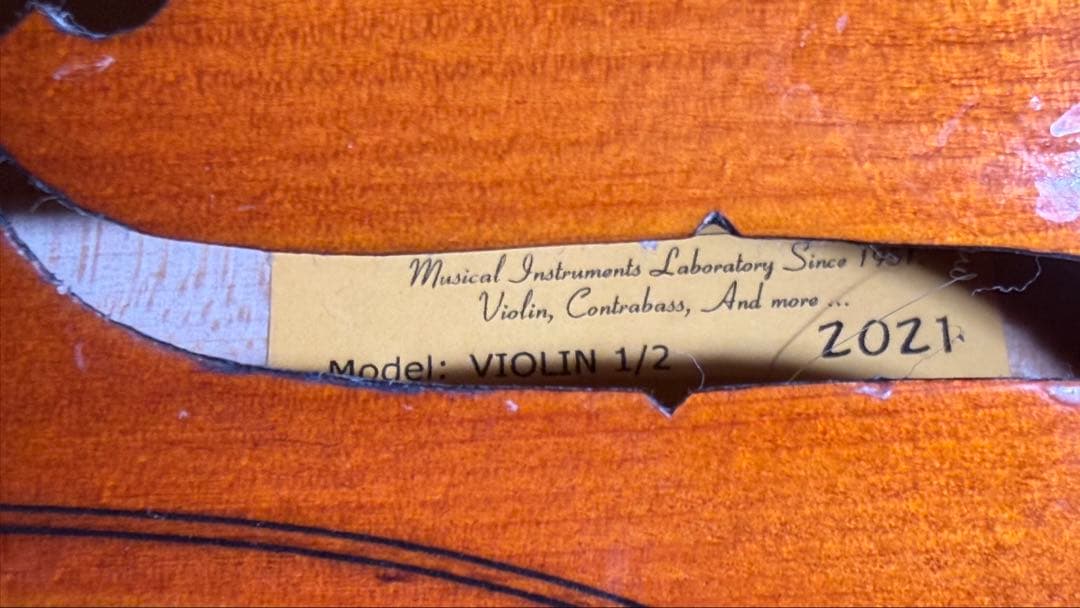 Musical Instruments Laboratory Since
Violin, Contrabass, And more ...
2021
Model: VIOLIN 1/2